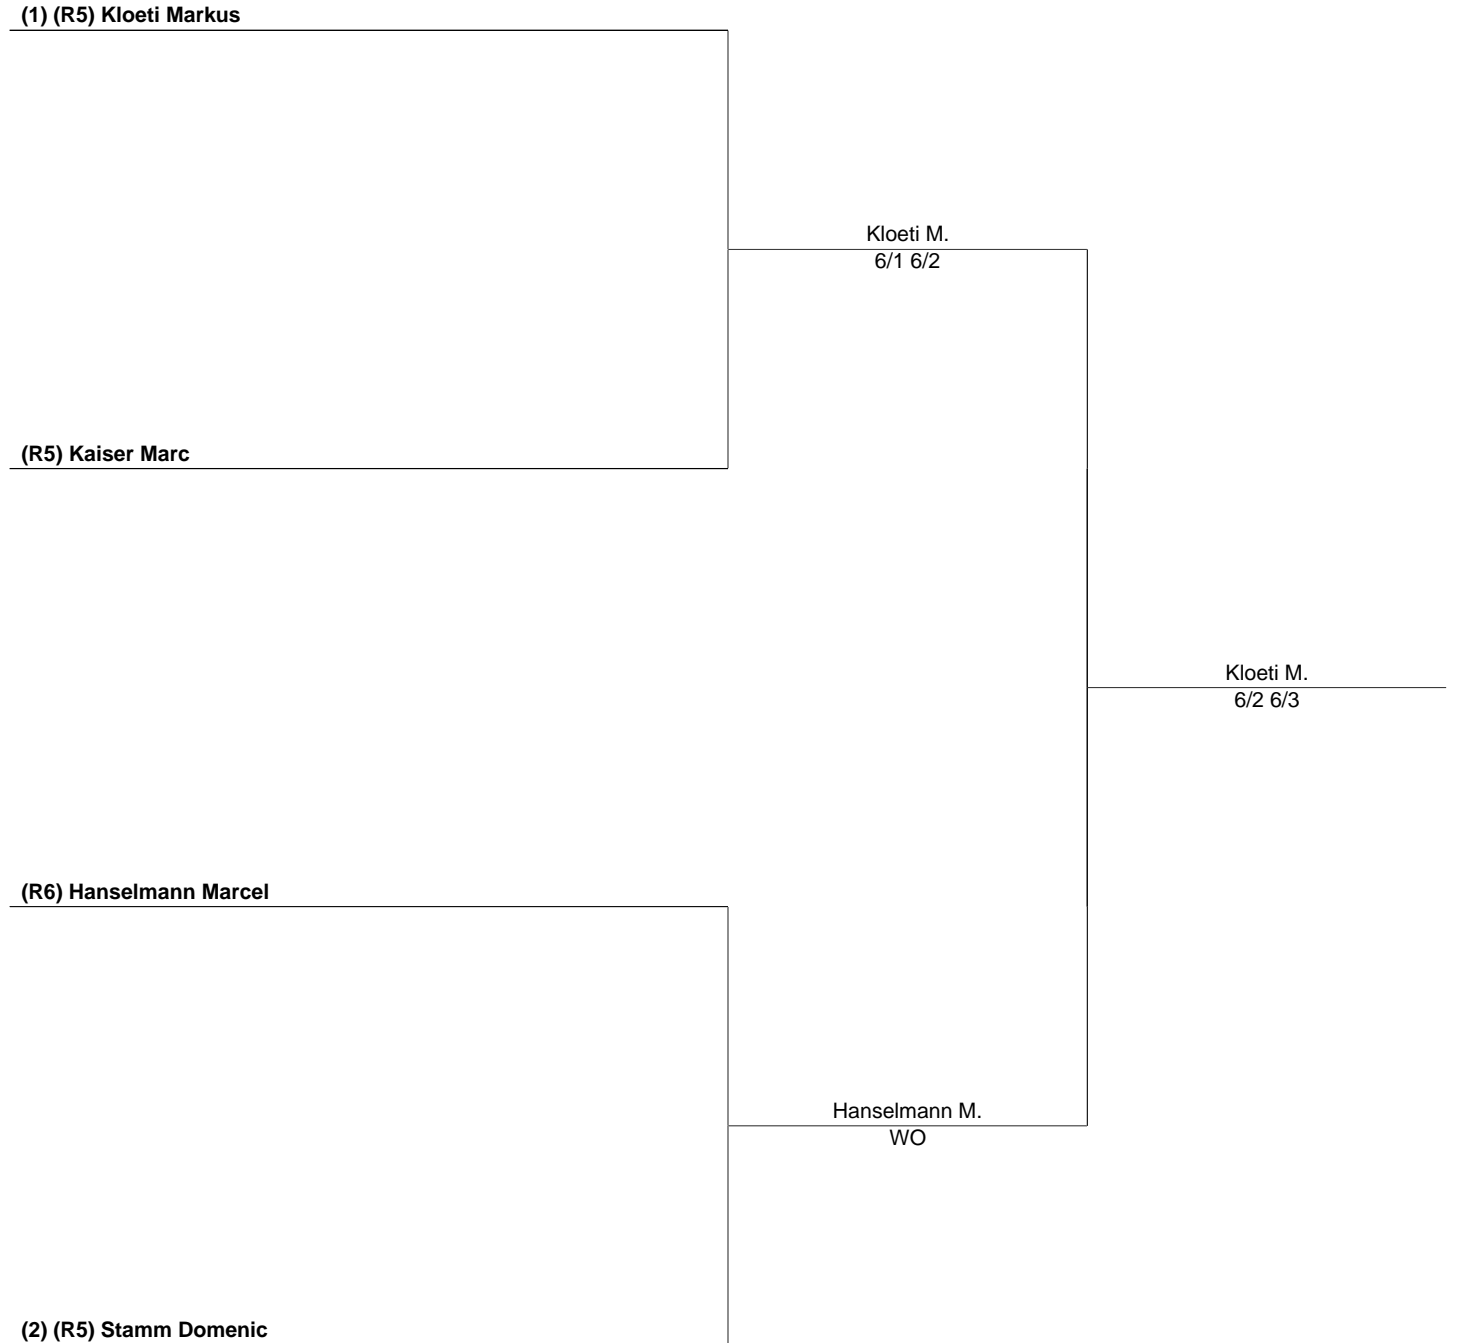 (1) (R5) Kloeti Markus
Kloeti M.
6/1 6/2
(R5) Kaiser Marc
Kloeti M.
6/2 6/3
(R6) Hanselmann Marcel
Hanselmann M.
WO
(2) (R5) Stamm Domenic